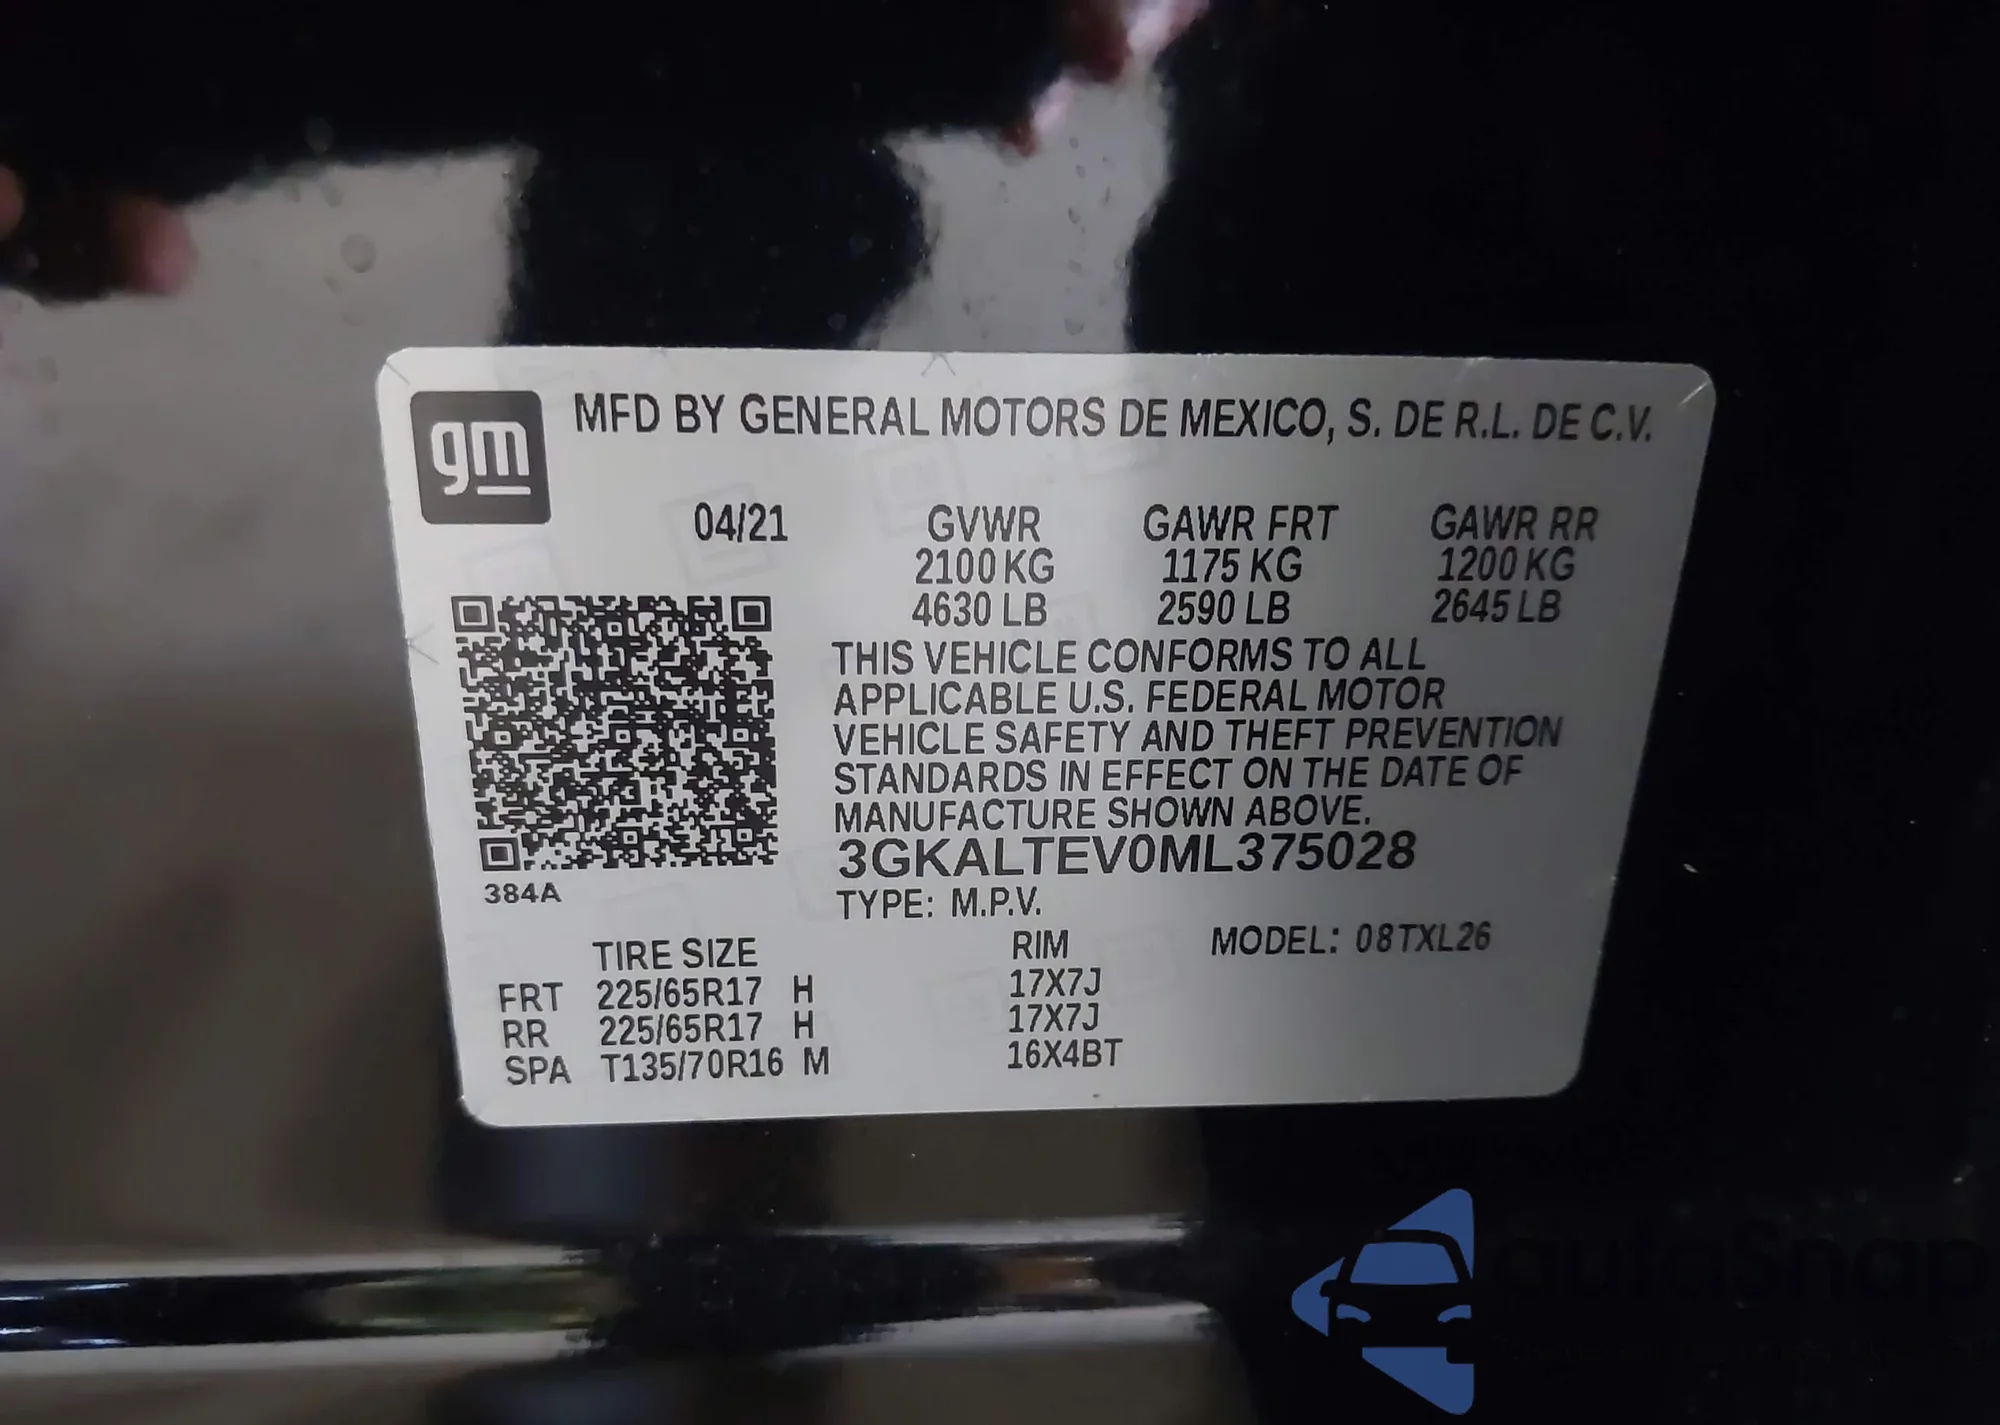 gm
MFD BY GENERAL MOTORS DE MEXICO, S. DE R.L. DE C.V.
04/21 GVWR GAWR FRT GAWR RR
2100 KG 1175 KG 1200 KG
4630 LB 2590 LB 2645 LB
THIS VEHICLE CONFORMS TO ALL
APPLICABLE U.S. FEDERAL MOTOR
VEHICLE SAFETY AND THEFT PREVENTION
STANDARDS IN EFFECT ON THE DATE OF
MANUFACTURE SHOWN ABOVE.
3GKALTEV0ML375028
384A
TYPE: M.P.V.
TIRE SIZE RIM MODEL: 08TXL26
FRT 225/65R17 H 17X7J
RR 225/65R17 H 17X7J
SPA T135/70R16 M 16X4BT
autoSnap